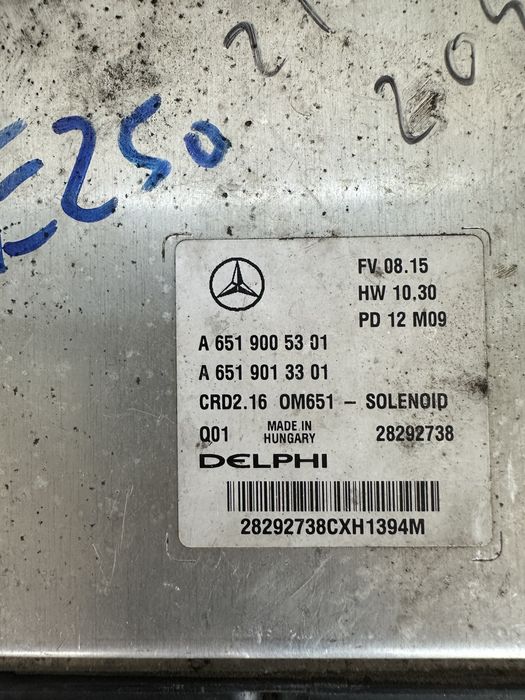 E250
204
FV 08.15
HW 10.30
PD 12 M09
A 651 900 53 01
A 651 901 33 01
CRD2.16 OM651 – SOLENOID
Q01 MADE IN HUNGARY 28292738
DELPHI
28292738CXH1394M